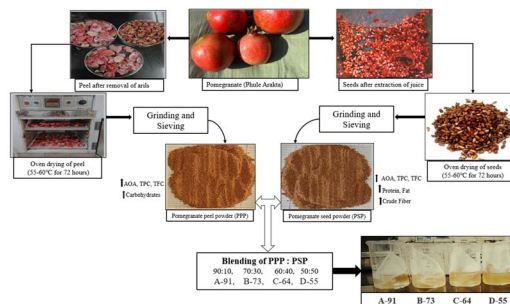 Peel after removal of arils
Pomegranate (Phule Arakta)
Seeds after extraction of juice
Grinding and
Sieving
Grinding and
Sieving
Oven drying of peel
(55-60°C for 72 hours)
Oven drying of seeds
(55-60°C for 72 hours)
AOA, TPC, TFC
Carbohydrates
Pomegranate peel powder (PPP)
Pomegranate seed powder (PSP)
AOA, TPC, TFC
Protein, Fat
Crude Fiber
Blending of PPP : PSP
90:10, 70:30, 60:40, 50:50
A-91, B-73, C-64, D-55
A-91 B-73 C-64 D-55